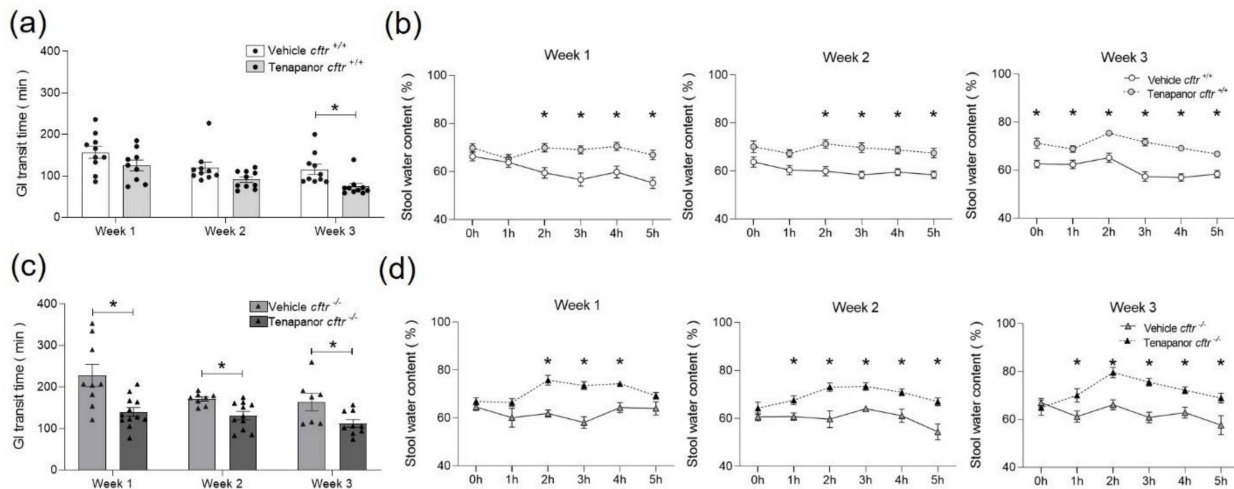 (a)
GI transit time ( min )
400
300
200
100
0
Vehicle cftr +/+
Tenapanor cftr +/+
*
Week 1 Week 2 Week 3
(b)
Week 1
Stool water content ( % )
100
80
60
40
* * * *
0h 1h 2h 3h 4h 5h
Week 2
Stool water content ( % )
100
80
60
40
* * * *
0h 1h 2h 3h 4h 5h
Week 3
Stool water content ( % )
100
80
60
40
Vehicle cftr +/+
Tenapanor cftr +/+
* * * * * *
0h 1h 2h 3h 4h 5h
(c)
GI transit time ( min )
400
300
200
100
0
Vehicle cftr -/-
Tenapanor cftr -/-
* * *
Week 1 Week 2 Week 3
(d)
Week 1
Stool water content ( % )
100
80
60
40
* * *
0h 1h 2h 3h 4h 5h
Week 2
Stool water content ( % )
100
80
60
40
* * * * *
0h 1h 2h 3h 4h 5h
Week 3
Stool water content ( % )
100
80
60
40
Vehicle cftr -/-
Tenapanor cftr -/-
* * * * *
0h 1h 2h 3h 4h 5h